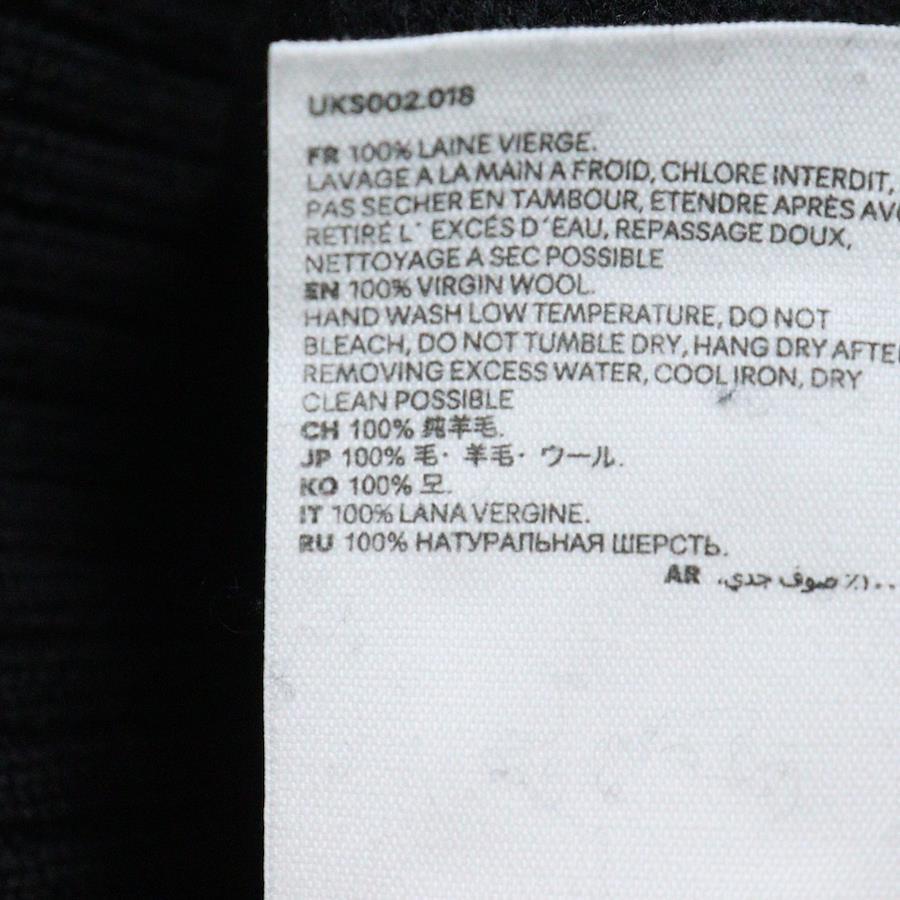 UKS002.018
FR 100% LAINE VIERGE.
LAVAGE A LA MAIN A FROID, CHLORE INTERDIT,
PAS SECHER EN TAMBOUR, ETENDRE APRÈS
RETIRÉ L´ EXCÉS D´EAU, REPASSAGE DOUX,
NETTOYAGE A SEC POSSIBLE
EN 100% VIRGIN WOOL.
HAND WASH LOW TEMPERATURE, DO NOT
BLEACH, DO NOT TUMBLE DRY, HANG DRY AFTER
REMOVING EXCESS WATER, COOL IRON, DRY
CLEAN POSSIBLE
CH 100% 純羊毛.
JP 100% 毛· 羊毛· ウール.
KO 100% 모.
IT 100% LANA VERGINE.
RU 100% НАТУРАЛЬНАЯ ШЕРСТЬ.
AR ١٠٠٪ صوف جدي.